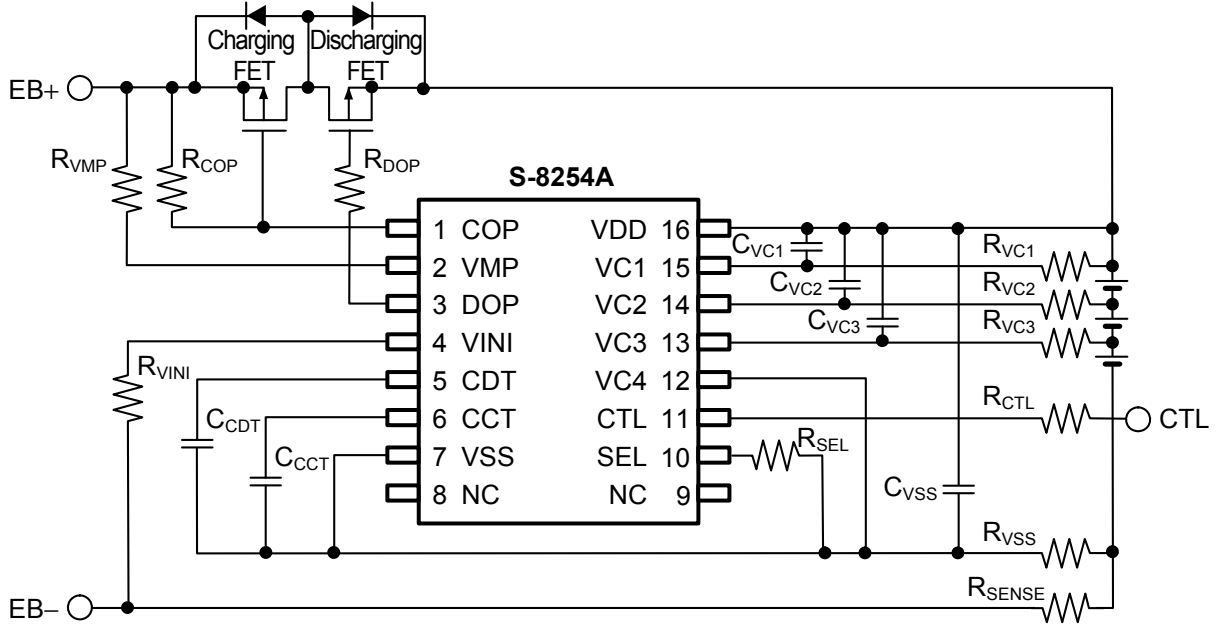 Charging Discharging
FET FET
EB+
RVMP
RCOP
RDOP
S-8254A
1 COP VDD 16
2 VMP VC1 15
3 DOP VC2 14
4 VINI VC3 13
5 CDT VC4 12
6 CCT CTL 11
7 VSS SEL 10
8 NC NC 9
CVC1
RVC1
CVC2
RVC2
CVC3
RVC3
RVINI
CCDT
RCTL
CTL
CCCT
RSEL
CVSS
RVSS
RSENSE
EB−